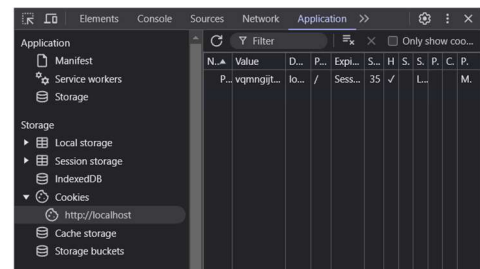 Elements Console Sources Network Application
Application
Manifest
Service workers
Storage
Storage
Local storage
Session storage
IndexedDB
Cookies
http://localhost
Cache storage
Storage buckets
Filter Only show coo...
N... Value D... P... Expi... S... H S. S. P. C. P.
P... vqmngijt... lo... / Sess... 35 ✓ L... M.